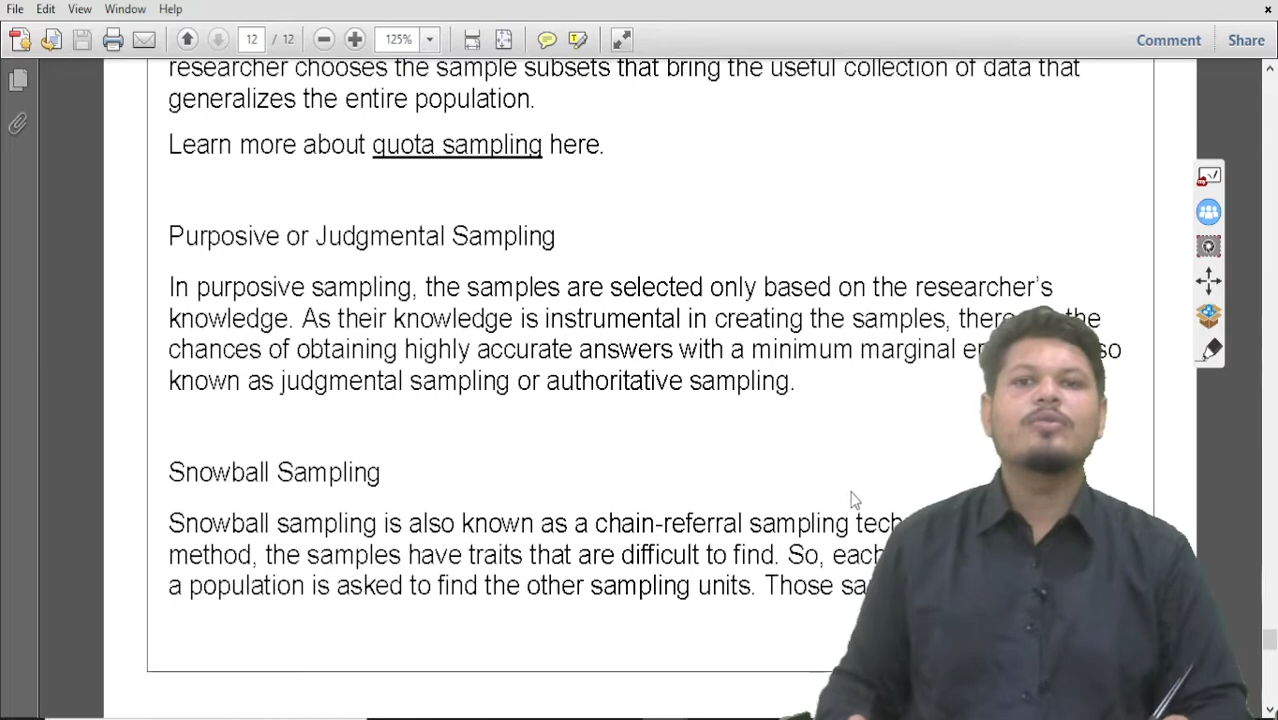 File Edit View Window Help
12 / 12 125% Comment Share
researcher chooses the sample subsets that bring the useful collection of data that
generalizes the entire population.
Learn more about quota sampling here.
Purposive or Judgmental Sampling
In purposive sampling, the samples are selected only based on the researcher's
knowledge. As their knowledge is instrumental in creating the samples, there the
chances of obtaining highly accurate answers with a minimum marginal
known as judgmental sampling or authoritative sampling.
Snowball Sampling
Snowball sampling is also known as a chain-referral sampling
method, the samples have traits that are difficult to find. So, each
a population is asked to find the other sampling units. Those